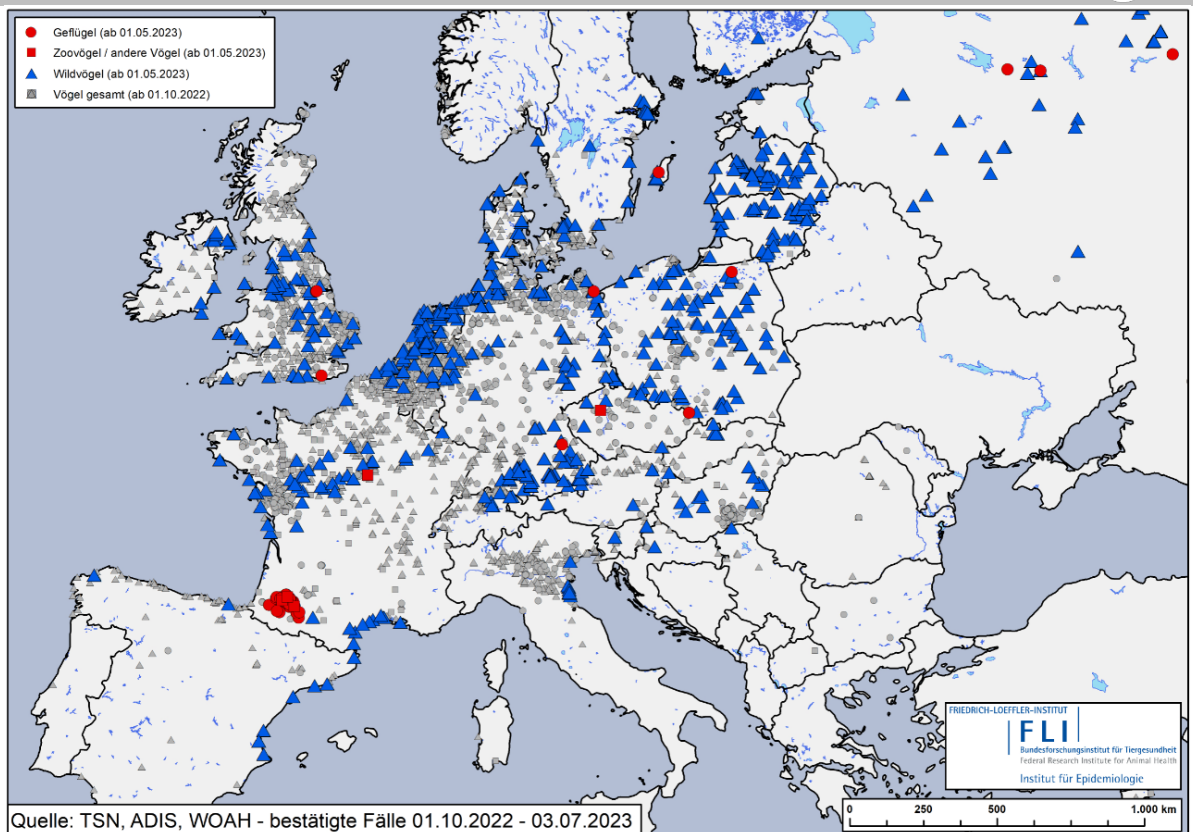 Geflügel (ab 01.05.2023)
Zoovögel / andere Vögel (ab 01.05.2023)
Wildvögel (ab 01.05.2023)
Vögel gesamt (ab 01.10.2022)
FRIEDRICH-LOEFFLER-INSTITUT
FLI
Bundesforschungsinstitut für Tiergesundheit
Federal Research Institute for Animal Health
Institut für Epidemiologie
0 250 500 1.000 km
Quelle: TSN, ADIS, WOAH - bestätigte Fälle 01.10.2022 - 03.07.2023